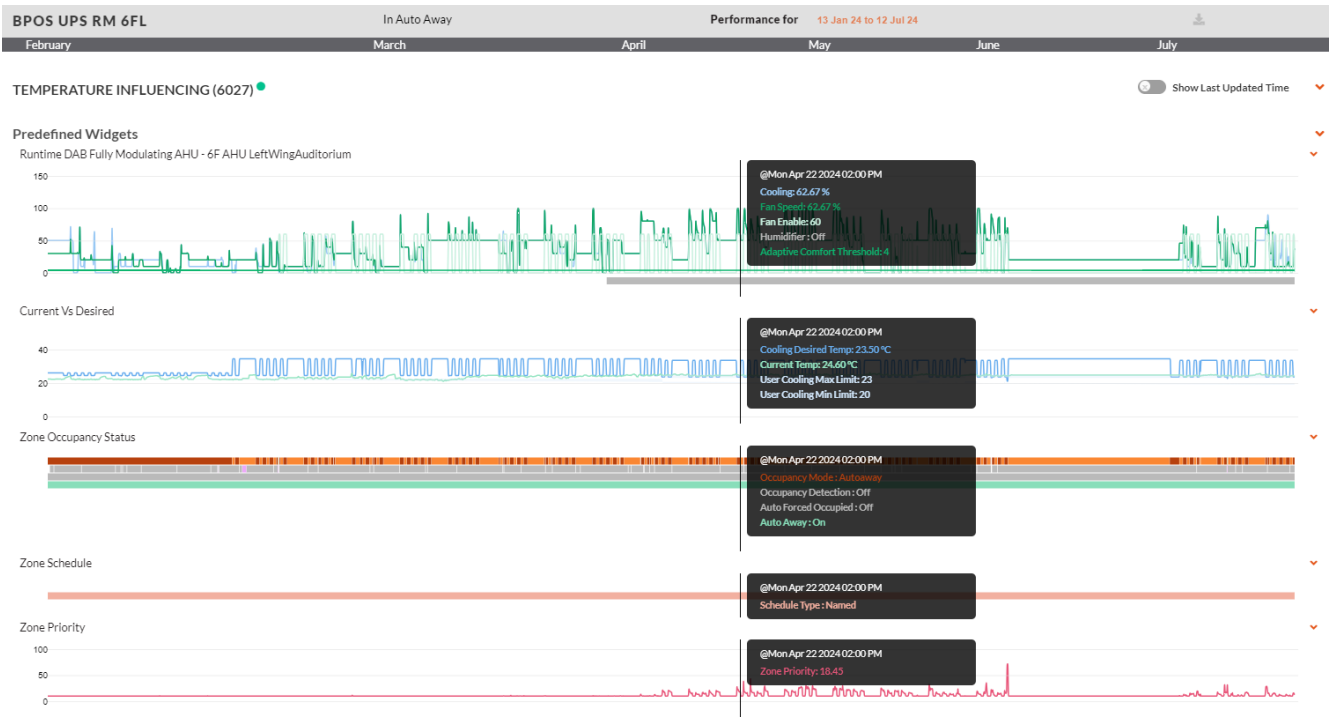 BPOS UPS RM 6FL In Auto Away Performance for 13 Jan 24 to 12 Jul 24
February March April May June July
TEMPERATURE INFLUENCING (6027) Show Last Updated Time
Predefined Widgets
Runtime DAB Fully Modulating AHU - 6F AHU LeftWingAuditorium
150
100
50
0
@Mon Apr 22 2024 02:00 PM
Cooling: 62.67 %
Fan Speed: 62.67 %
Fan Enable: 60
Humidifier : Off
Adaptive Comfort Threshold: 4
Current Vs Desired
40
20
0
@Mon Apr 22 2024 02:00 PM
Cooling Desired Temp: 23.50 ºC
Current Temp: 24.60 ºC
User Cooling Max Limit: 23
User Cooling Min Limit: 20
Zone Occupancy Status
@Mon Apr 22 2024 02:00 PM
Occupancy Mode : Autoaway
Occupancy Detection : Off
Auto Forced Occupied : Off
Auto Away : On
Zone Schedule
@Mon Apr 22 2024 02:00 PM
Schedule Type : Named
Zone Priority
100
50
0
@Mon Apr 22 2024 02:00 PM
Zone Priority: 18.45